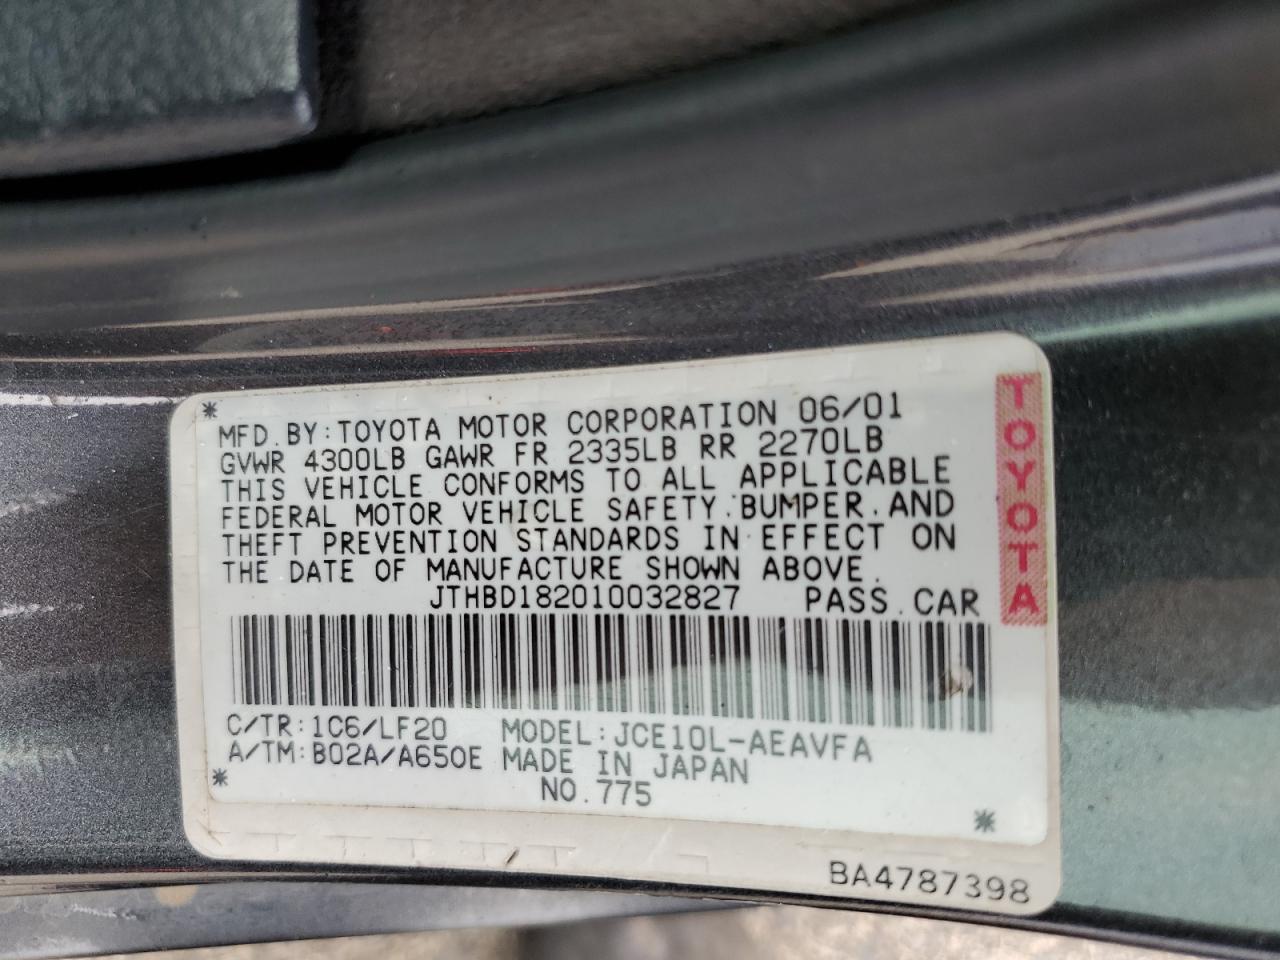 MFD. BY: TOYOTA MOTOR CORPORATION 06/01
GVWR 4300LB GAWR FR 2335LB RR 2270LB
THIS VEHICLE CONFORMS TO ALL APPLICABLE
FEDERAL MOTOR VEHICLE SAFETY. BUMPER. AND
THEFT PREVENTION STANDARDS IN EFFECT ON
THE DATE OF MANUFACTURE SHOWN ABOVE.
JTHBD182010032827 PASS. CAR
C/TR: 1C6/LF20 MODEL: JCE10L-AEAVFA
A/TM: B02A/A650E MADE IN JAPAN
NO. 775
BA4787398
TOYOTA